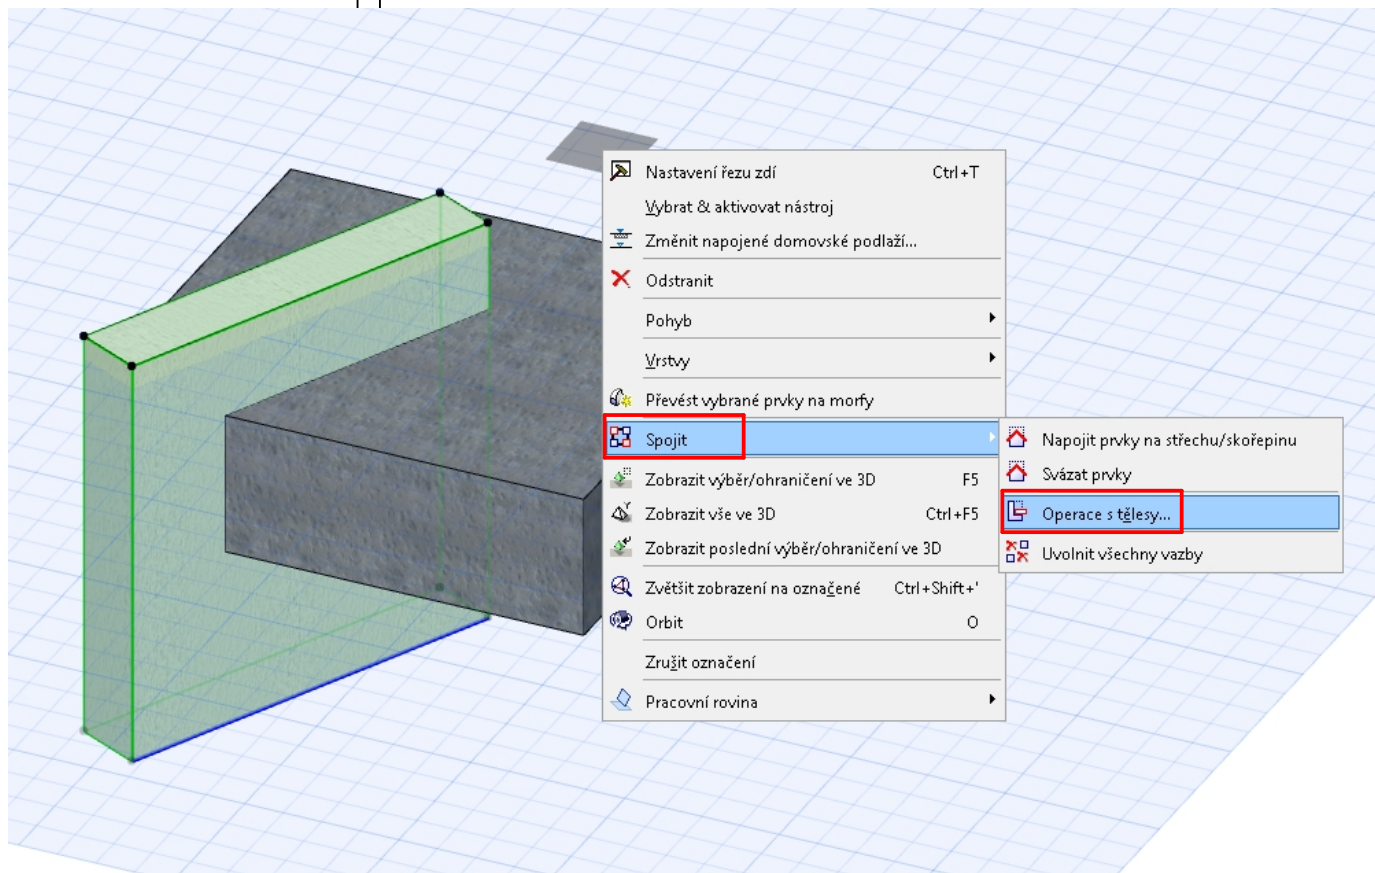 Nastavení řezu zdí Ctrl+T
Vybrat & aktivovat nástroj
Změnit napojené domovské podlaží...
Odstranit
Pohyb
Vrstvy
Převést vybrané prvky na morfy
Spojit
Zobrazit výběr/ohraničení ve 3D F5
Zobrazit vše ve 3D Ctrl+F5
Zobrazit poslední výběr/ohraničení ve 3D
Zvětšit zobrazení na označené Ctrl+Shift+'
Orbit O
Zrušit označení
Pracovní rovina
Napojit prvky na střechu/skořepinu
Svázat prvky
Operace s tělesy...
Uvolnit všechny vazby